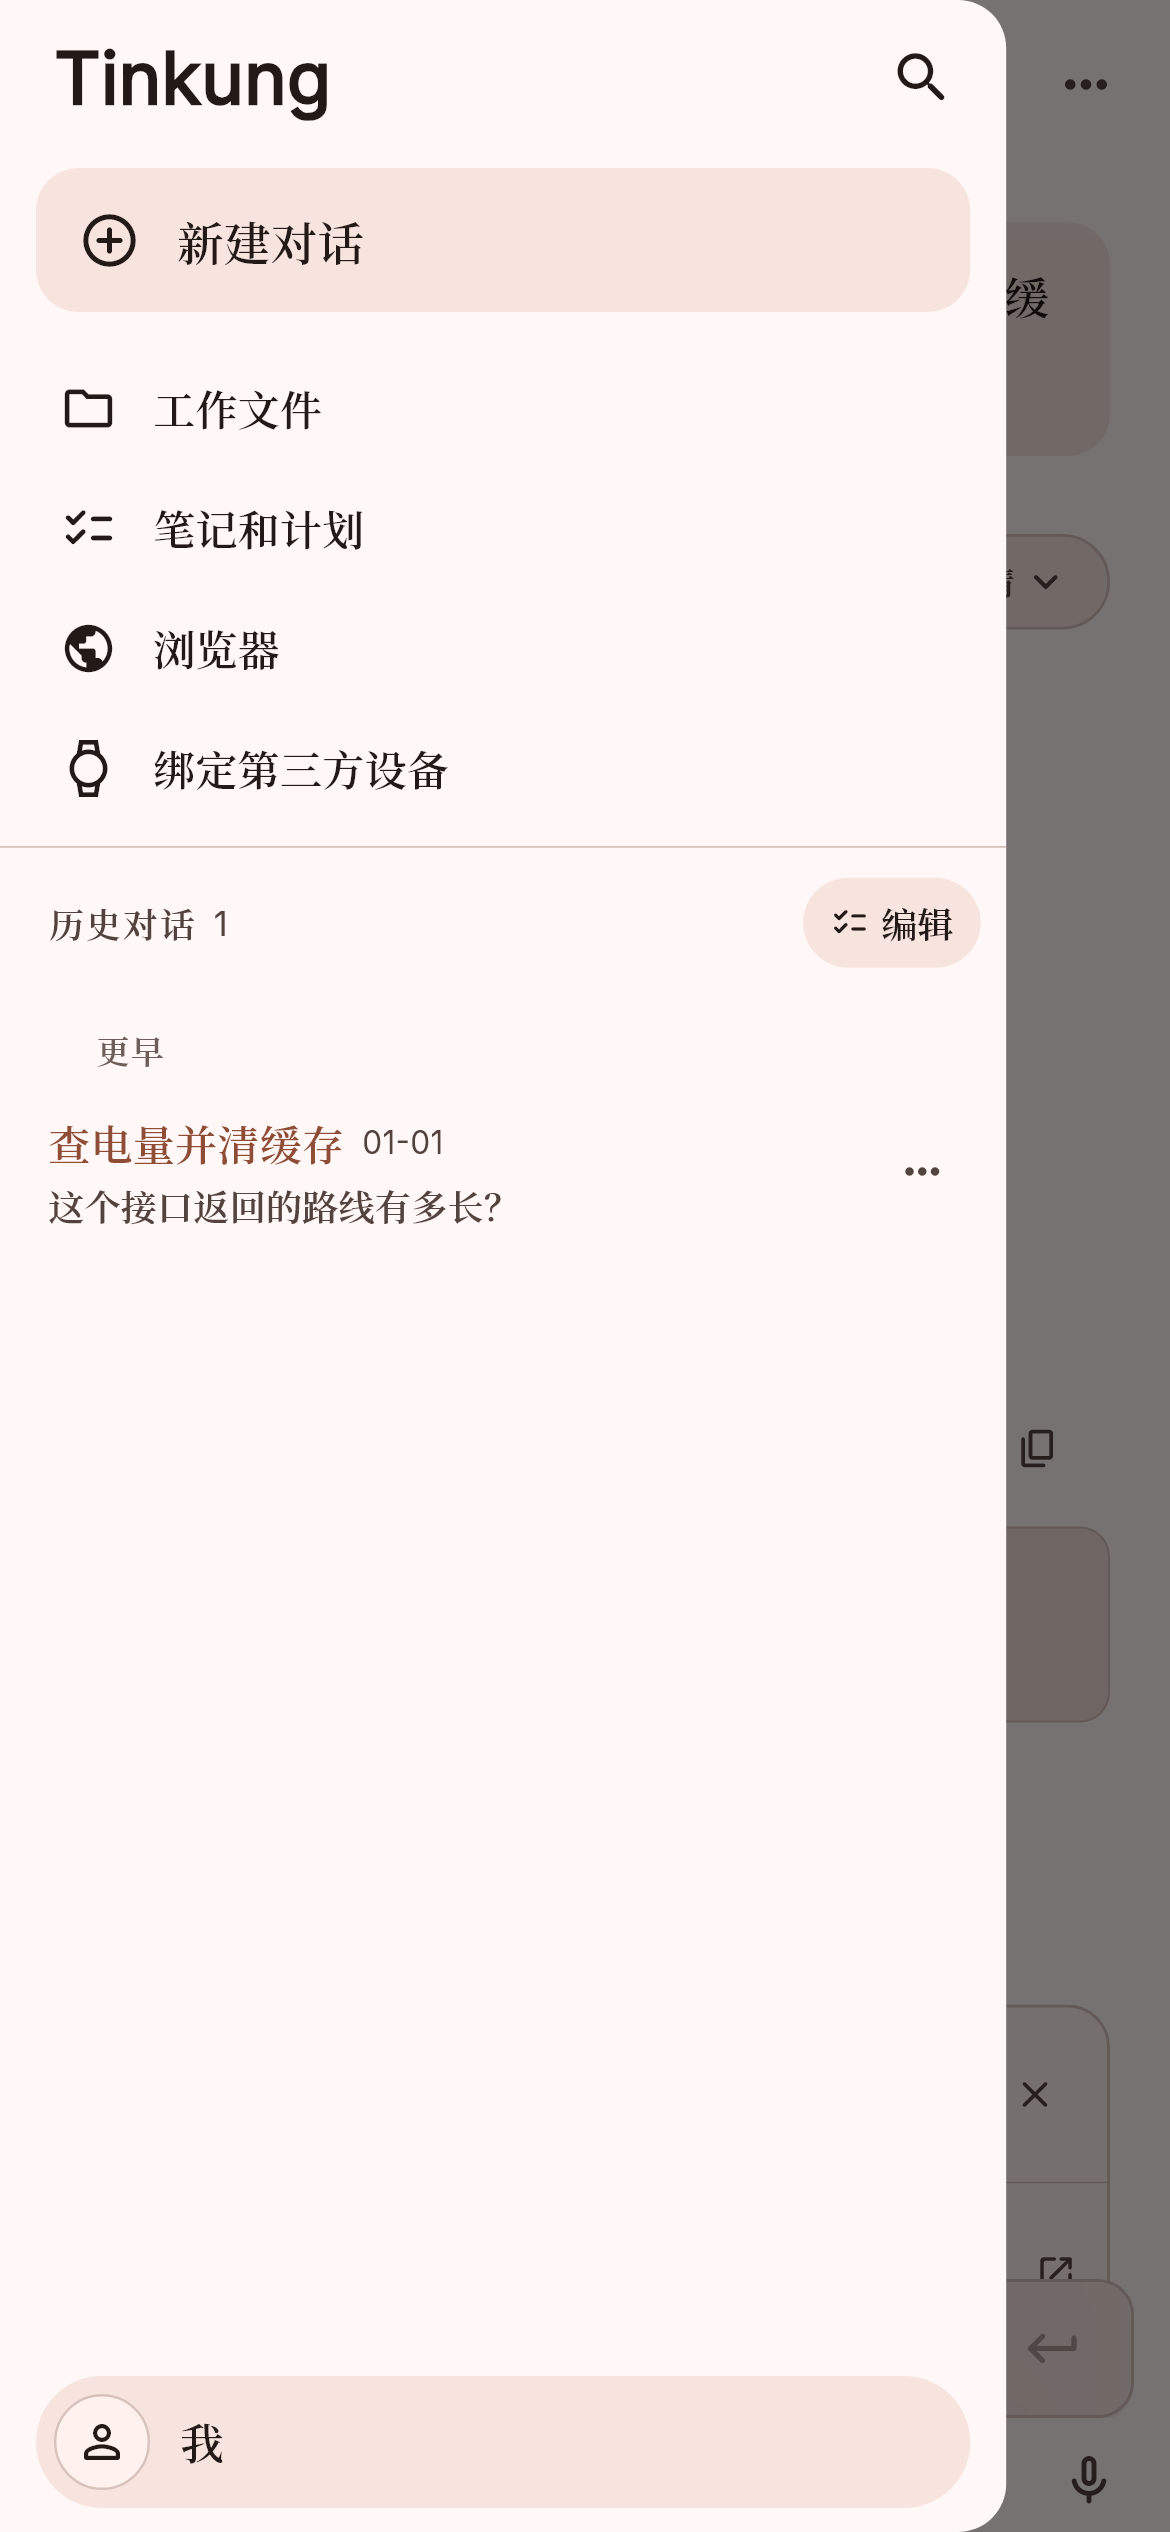 Tinkung
缓
新建对话
工作文件
笔记和计划
浏览器
绑定第三方设备
历史对话 1
编辑
更早
查电量并清缓存 01-01
这个接口返回的路线有多长?
我